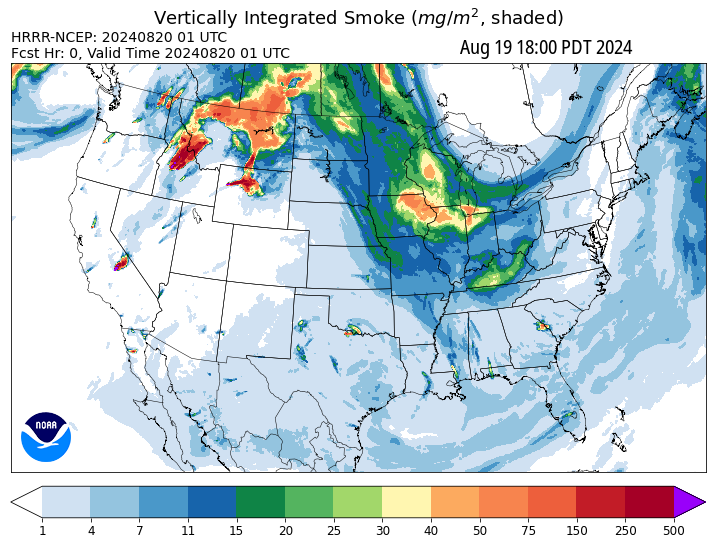 Vertically Integrated Smoke (mg/m², shaded)
HRRR-NCEP: 20240820 01 UTC
Fcst Hr: 0, Valid Time 20240820 01 UTC
Aug 19 18:00 PDT 2024
NOAA
1 4 7 11 15 20 25 30 40 50 75 150 250 500